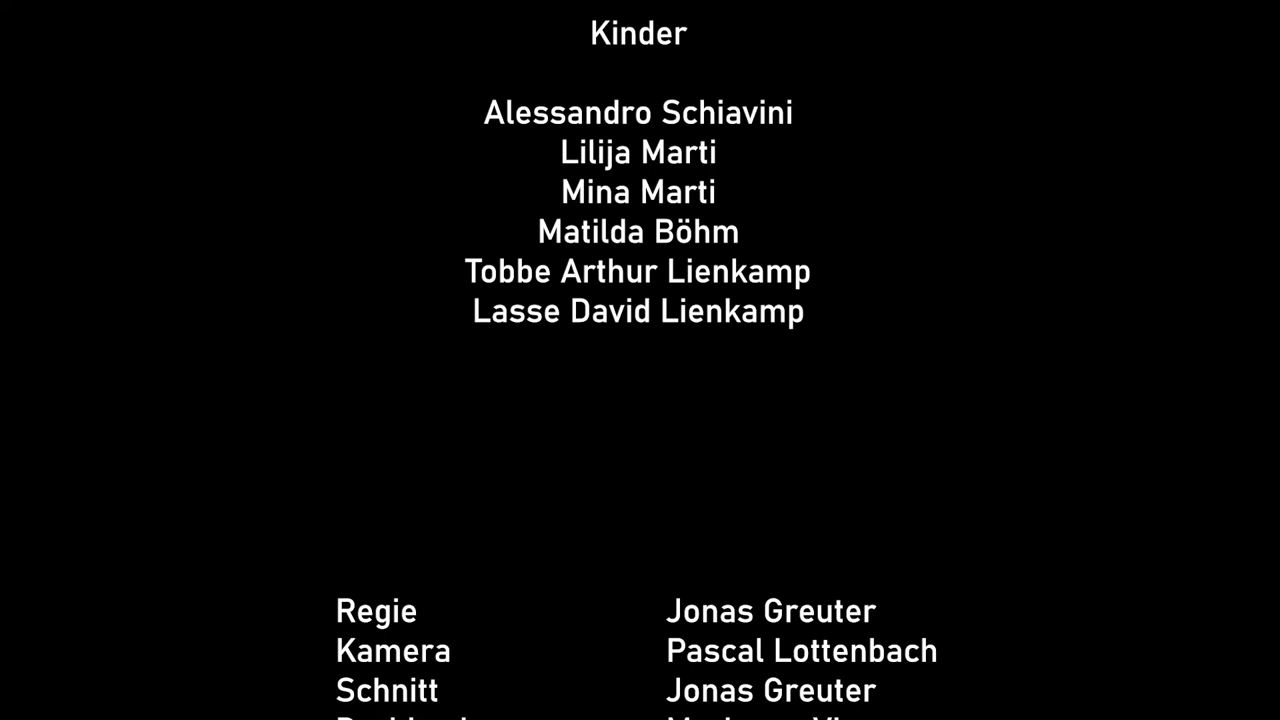 Kinder
Alessandro Schiavini
Lilija Marti
Mina Marti
Matilda Böhm
Tobbe Arthur Lienkamp
Lasse David Lienkamp
Regie Jonas Greuter
Kamera Pascal Lottenbach
Schnitt Jonas Greuter